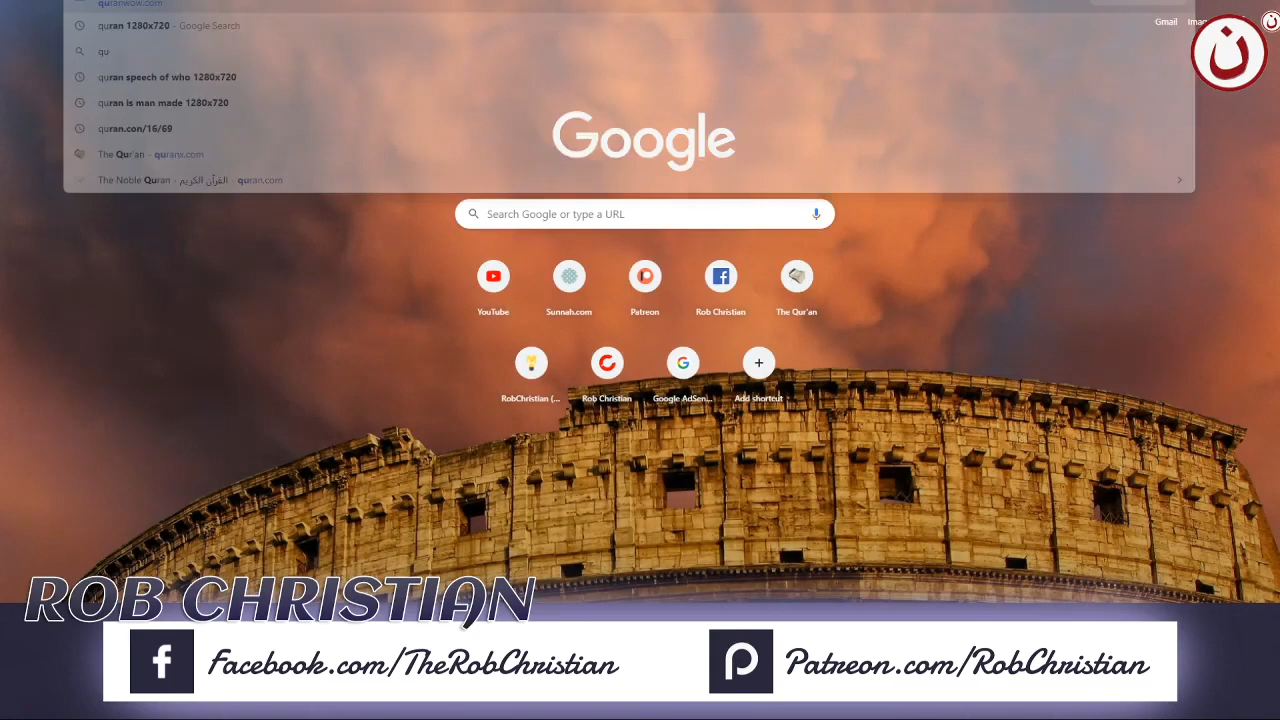 quranwow.com
quran 1280x720 - Google Search
Gmail
qu
ن
quran speech of who 1280x720
quran is man made 1280x720
quran.con/16/69
Google
The Qur'an - quranx.com
The Noble Quran - القرآن الكريم - quran.com
Search Google or type a URL
YouTube Sunnah.com Patreon Rob Christian The Qur'an
RobChristian (... Rob Christian Google AdSen... Add shortcut
ROB CHRISTIAN
Facebook.com/TheRobChristian Patreon.com/RobChristian